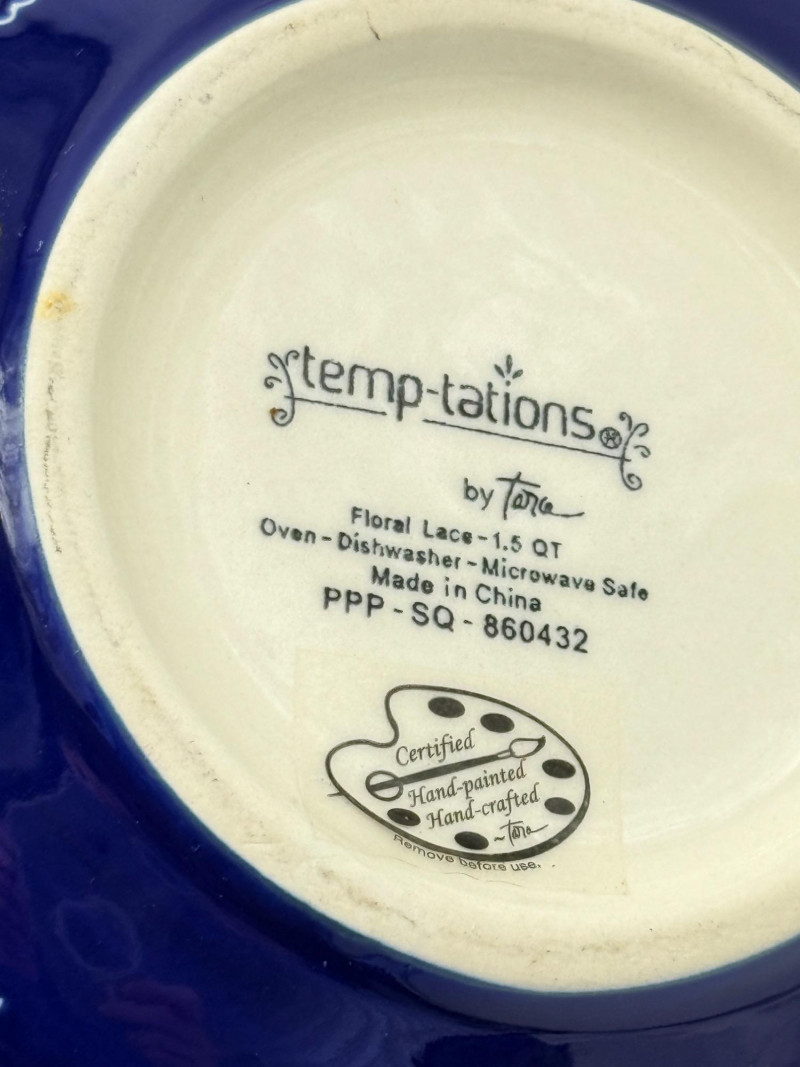 temp-tations®
by Tara
Floral Lace-1.5 QT
Oven-Dishwasher-Microwave Safe
Made in China
PPP-SQ-860432
Certified
Hand-painted
Hand-crafted
~Tara
Remove before use.